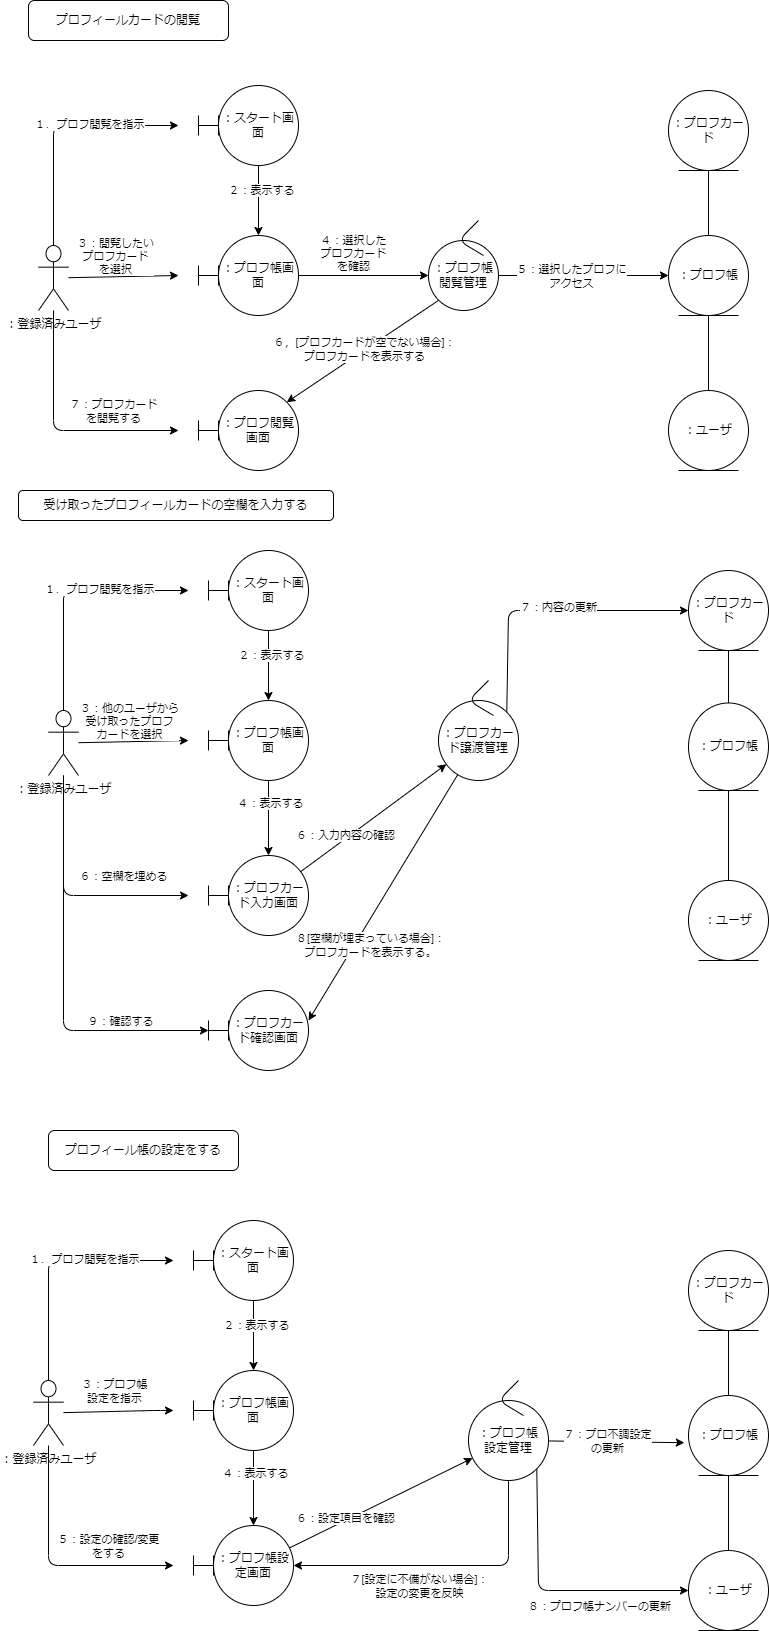 プロフィールカードの閲覧
1．プロフ閲覧を指示
：スタート画
面
：プロフカー
ド
2：表示する
3：閲覧したい
プロフカード
を選択
：プロフ帳画
面
4：選択した
プロフカード
を確認
：プロフ帳
閲覧管理
5：選択したプロフに
アクセス
：プロフ帳
：登録済みユーザ
6，[プロフカードが空でない場合]：
プロフカードを表示する
7：プロフカード
を閲覧する
：プロフ閲覧
画面
：ユーザ
受け取ったプロフィールカードの空欄を入力する
1．プロフ閲覧を指示
：スタート画
面
7：内容の更新
：プロフカー
ド
2：表示する
3：他のユーザから
受け取ったプロフ
カードを選択
：プロフ帳画
面
：プロフカー
ド譲渡管理
：プロフ帳
：登録済みユーザ
4：表示する
6：入力内容の確認
6：空欄を埋める
：プロフカー
ド入力画面
：ユーザ
8[空欄が埋まっている場合]：
プロフカードを表示する。
9：確認する
：プロフカー
ド確認画面
プロフィール帳の設定をする
1．プロフ閲覧を指示
：スタート画
面
：プロフカー
ド
2：表示する
3：プロフ帳
設定を指示
：プロフ帳画
面
：プロフ帳
設定管理
7：プロ不調設定
の更新
：プロフ帳
：登録済みユーザ
4：表示する
6：設定項目を確認
5：設定の確認/変更
をする
：プロフ帳設
定画面
7[設定に不備がない場合]：
設定の変更を反映
8：プロフ帳ナンバーの更新
：ユーザ